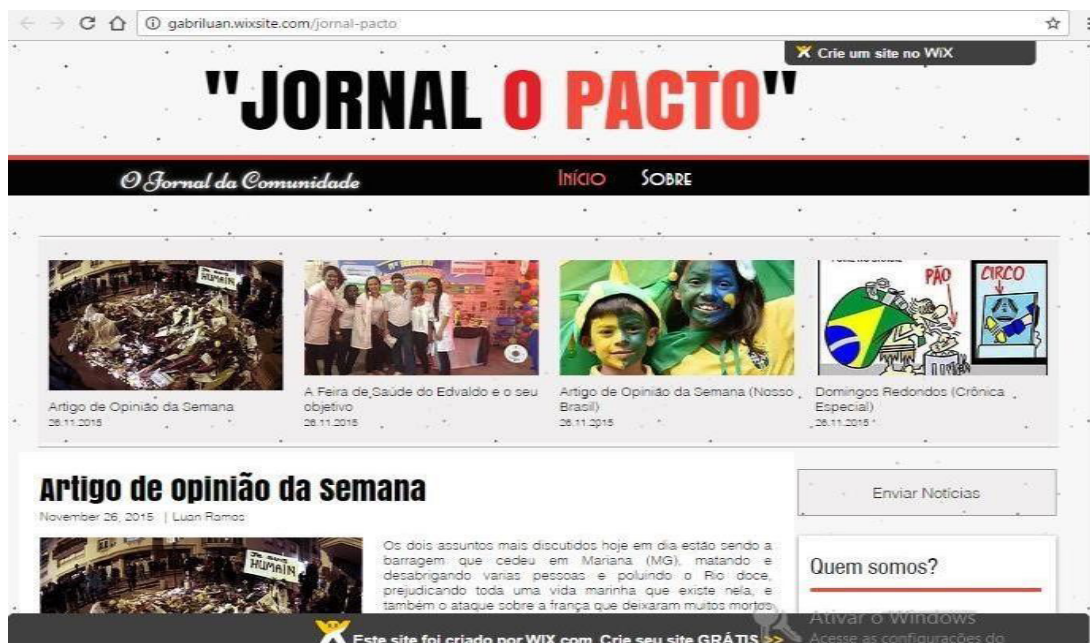 gabriluan.wixsite.com/jornal-pacto
Crie um site no WiX
"JORNAL O PACTO"
O Jornal da Comunidade
INÍCIO
SOBRE
Je suis HUMAIN
PÃO
CIRCO
Artigo de Opinião da Semana
26.11.2015
A Feira de Saúde do Edvaldo e o seu
objetivo
26.11.2015
Artigo de Opinião da Semana (Nosso
Brasil)
26.11.2015
Domingos Redondos (Crônica
Especial)
26.11.2015
Artigo de Opinião da Semana
November 26, 2015 | Luan Ramos
Je suis
HUMAIN
Os dois assuntos mais discutidos hoje em dia estão sendo a
barragem que cedeu em Mariana (MG), matando e
desabrigando varias pessoas e poluindo o Rio doce,
prejudicando toda uma vida marinha que existe nela, e
também o ataque sobre a frança que deixaram muitos mortos
Enviar Notícias
Quem somos?
Ativar o Windows
Acesse as configurações do
Este site foi criado por WIX.com. Crie seu site GRÁTIS >>